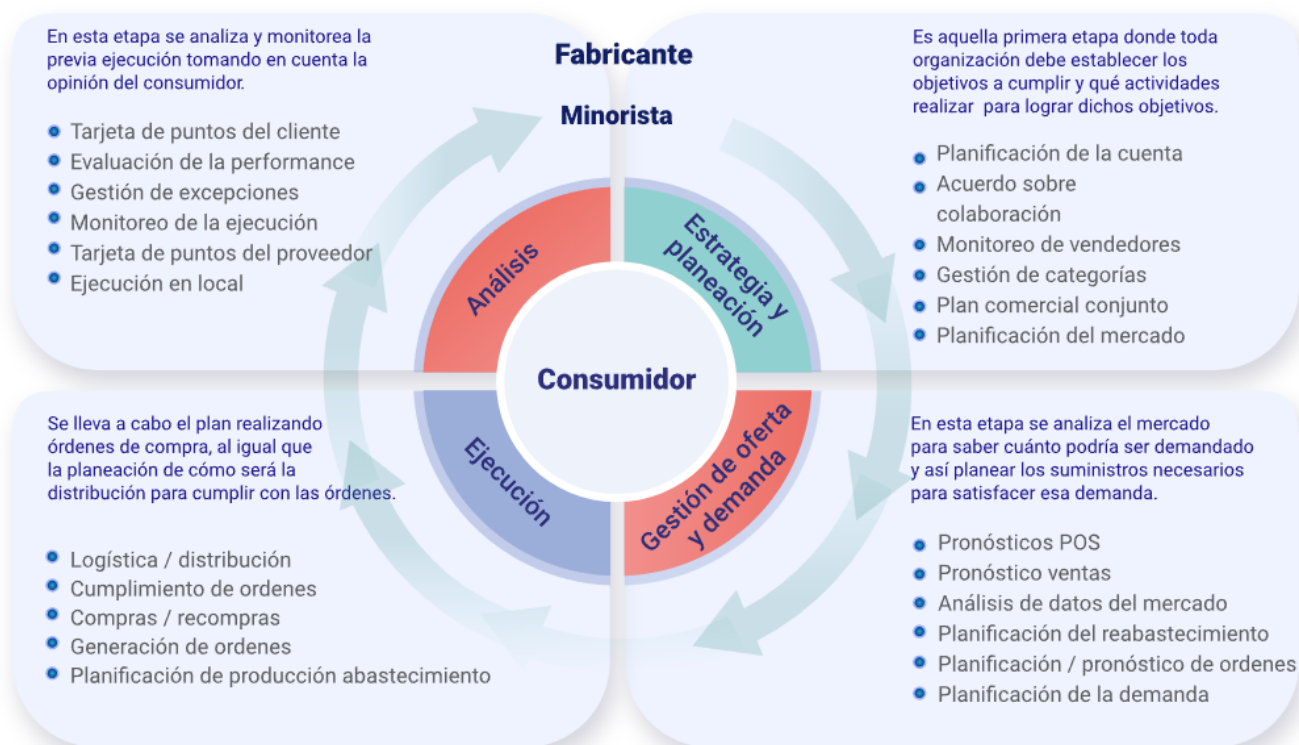 Fabricante
Minorista
En esta etapa se analiza y monitorea la
previa ejecución tomando en cuenta la
opinión del consumidor.
Tarjeta de puntos del cliente
Evaluación de la performance
Gestión de excepciones
Monitoreo de la ejecución
Tarjeta de puntos del proveedor
Ejecución en local
Es aquella primera etapa donde toda
organización debe establecer los
objetivos a cumplir y qué actividades
realizar para lograr dichos objetivos.
Planificación de la cuenta
Acuerdo sobre
colaboración
Monitoreo de vendedores
Gestión de categorías
Plan comercial conjunto
Planificación del mercado
Análisis
Estrategia y
planeación
Consumidor
Ejecución
Gestión de oferta
y demanda
Se lleva a cabo el plan realizando
órdenes de compra, al igual que
la planeación de cómo será la
distribución para cumplir con las órdenes.
Logística / distribución
Cumplimiento de ordenes
Compras / recompras
Generación de ordenes
Planificación de producción abastecimiento
En esta etapa se analiza el mercado
para saber cuánto podría ser demandado
y así planear los suministros necesarios
para satisfacer esa demanda.
Pronósticos POS
Pronóstico ventas
Análisis de datos del mercado
Planificación del reabastecimiento
Planificación / pronóstico de ordenes
Planificación de la demanda